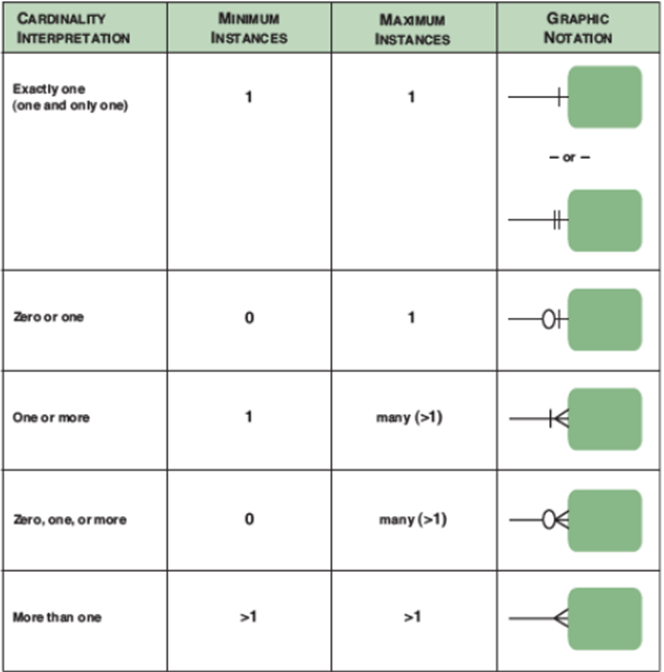 CARDINALITY INTERPRETATION MINIMUM INSTANCES MAXIMUM INSTANCES GRAPHIC NOTATION
Exactly one
(one and only one) 1 1
– or –
Zero or one 0 1
One or more 1 many (>1)
Zero, one, or more 0 many (>1)
More than one >1 >1